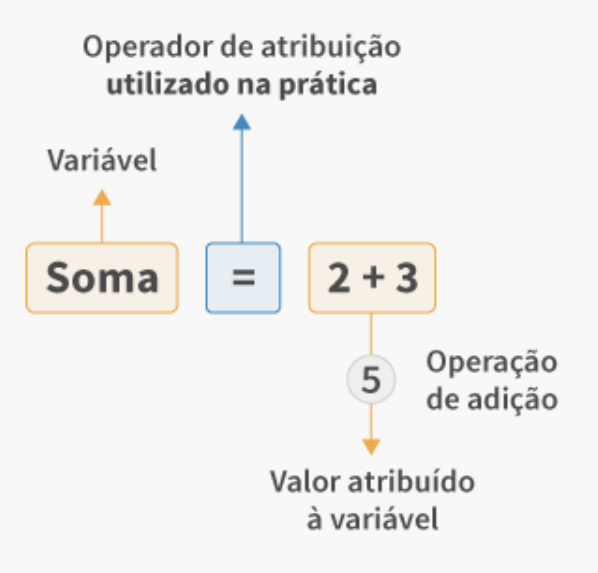 Operador de atribuição
utilizado na prática
Variável
Soma = 2 + 3
5
Operação
de adição
Valor atribuído
à variável